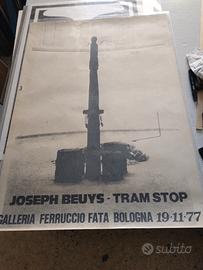 JOSEPH BEUYS - TRAM STOP
GALLERIA FERRUCCIO FATA BOLOGNA 19·11·77
subito